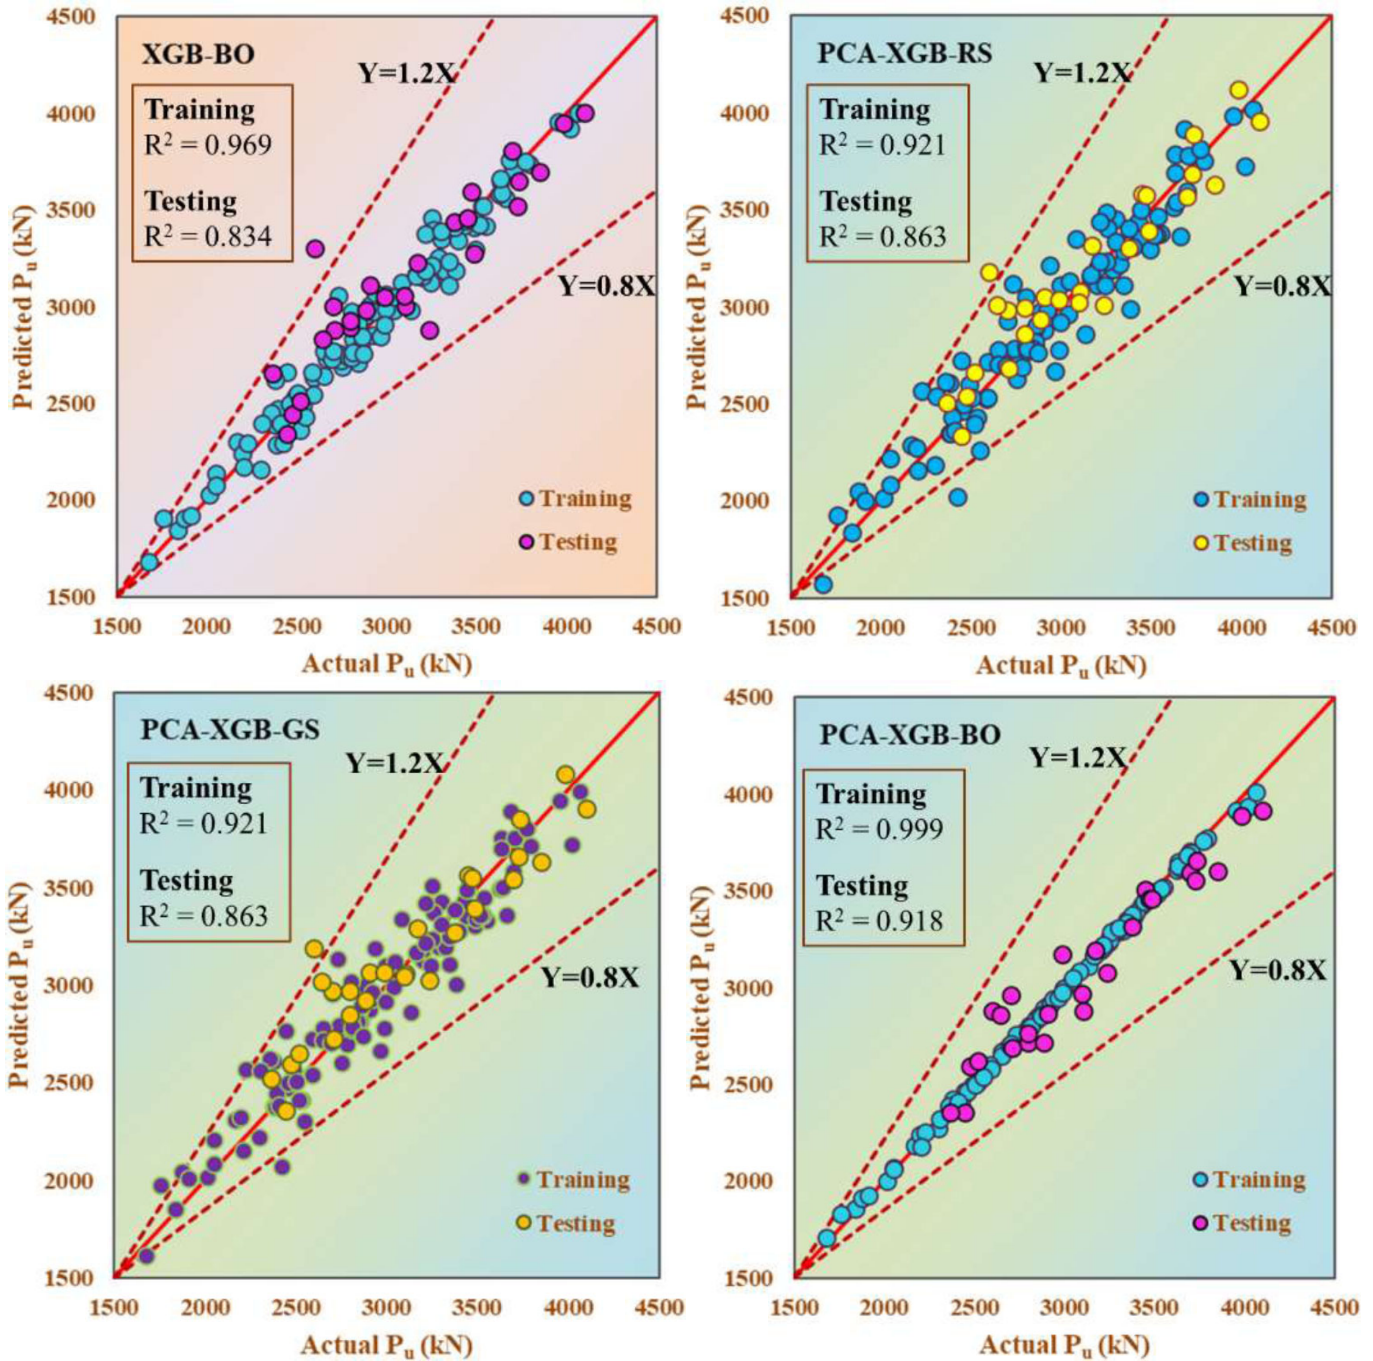 XGB-BO
Training
R² = 0.969
Testing
R² = 0.834
Y=1.2X
Y=0.8X
Training
Testing
4500
4000
3500
3000
2500
2000
1500
1500 2000 2500 3000 3500 4000 4500
Predicted Pu (kN)
Actual Pu (kN)
PCA-XGB-RS
Training
R² = 0.921
Testing
R² = 0.863
Y=1.2X
Y=0.8X
Training
Testing
4500
4000
3500
3000
2500
2000
1500
1500 2000 2500 3000 3500 4000 4500
Predicted Pu (kN)
Actual Pu (kN)
PCA-XGB-GS
Training
R² = 0.921
Testing
R² = 0.863
Y=1.2X
Y=0.8X
Training
Testing
4500
4000
3500
3000
2500
2000
1500
1500 2000 2500 3000 3500 4000 4500
Predicted Pu (kN)
Actual Pu (kN)
PCA-XGB-BO
Training
R² = 0.999
Testing
R² = 0.918
Y=1.2X
Y=0.8X
Training
Testing
4500
4000
3500
3000
2500
2000
1500
1500 2000 2500 3000 3500 4000 4500
Predicted Pu (kN)
Actual Pu (kN)